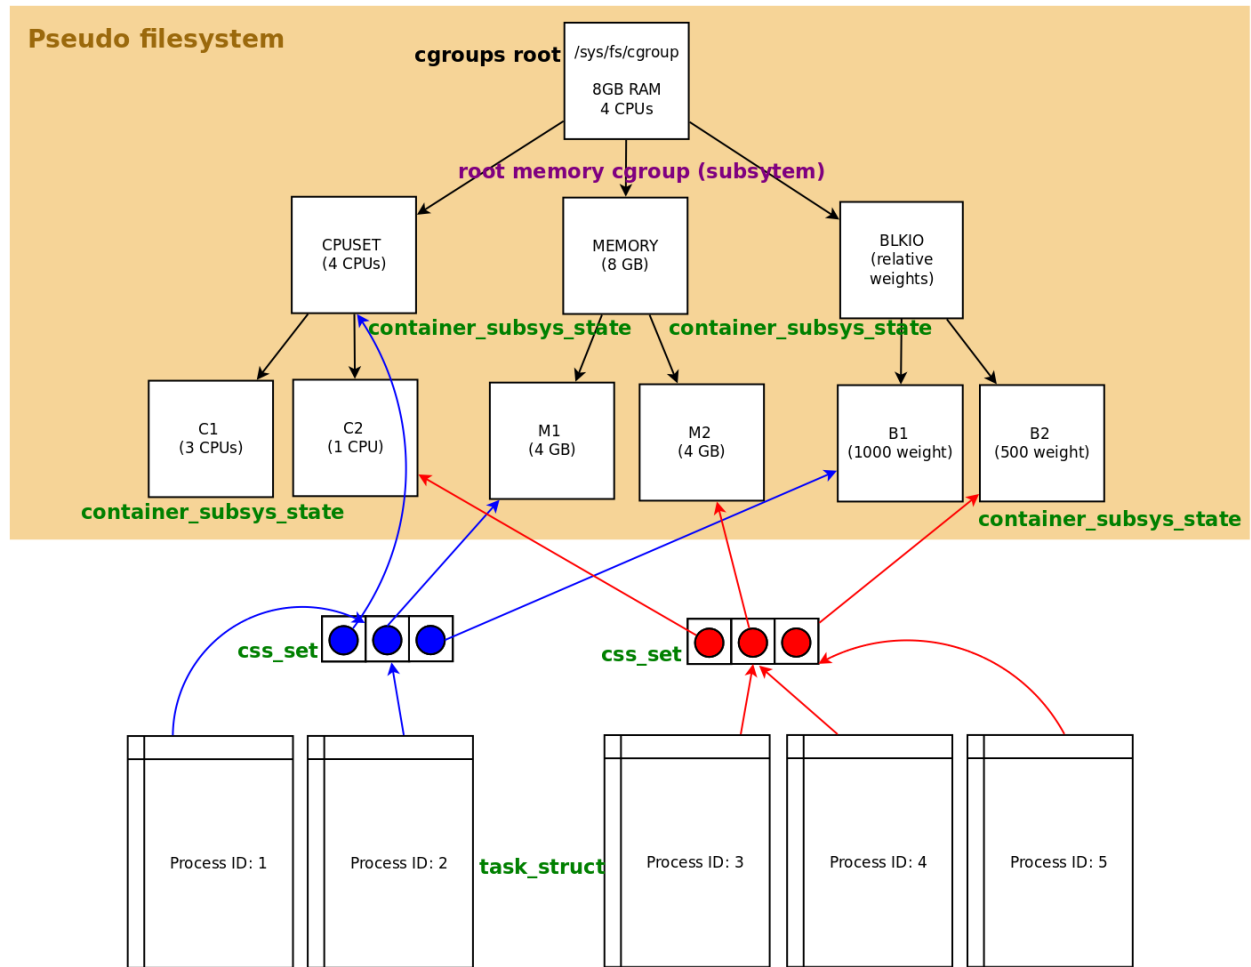 Pseudo filesystem
cgroups root
/sys/fs/cgroup
8GB RAM
4 CPUs
root memory cgroup (subsytem)
CPUSET
(4 CPUs)
MEMORY
(8 GB)
BLKIO
(relative
weights)
container_subsys_state
container_subsys_state
C1
(3 CPUs)
C2
(1 CPU)
M1
(4 GB)
M2
(4 GB)
B1
(1000 weight)
B2
(500 weight)
container_subsys_state
container_subsys_state
css_set
css_set
Process ID: 1
Process ID: 2
task_struct
Process ID: 3
Process ID: 4
Process ID: 5